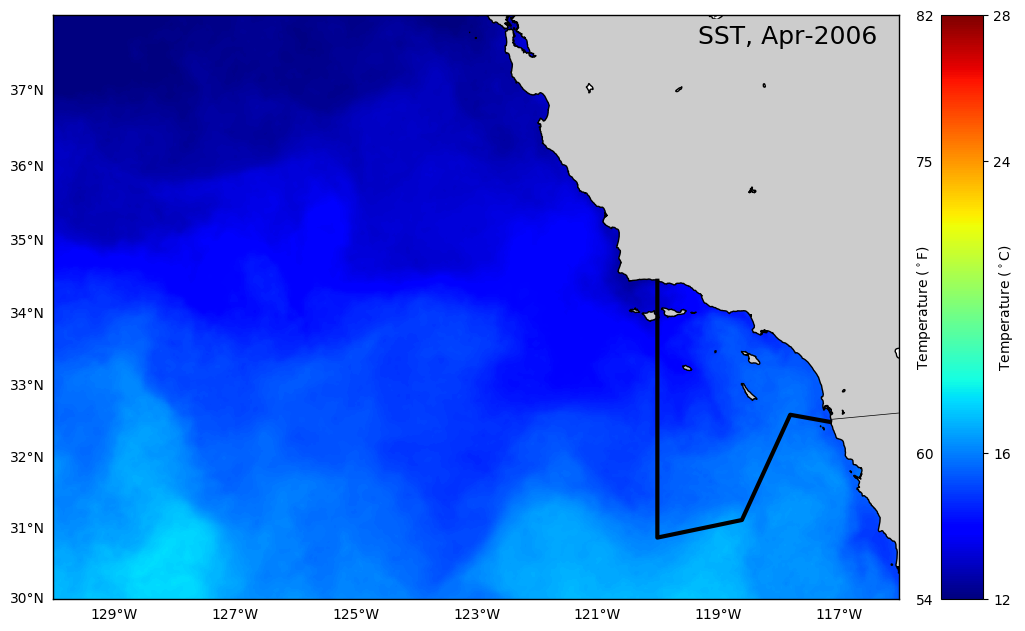 SST, Apr-2006
37°N
36°N
35°N
34°N
33°N
32°N
31°N
30°N
129°W
127°W
125°W
123°W
121°W
119°W
117°W
82
75
60
54
Temperature (°F)
28
24
16
12
Temperature (°C)